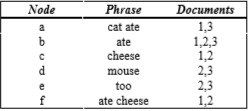 Node Phrase Documents
a cat ate 1,3
b ate 1,2,3
c cheese 1,2
d mouse 2,3
e too 2,3
f ate cheese 1,2